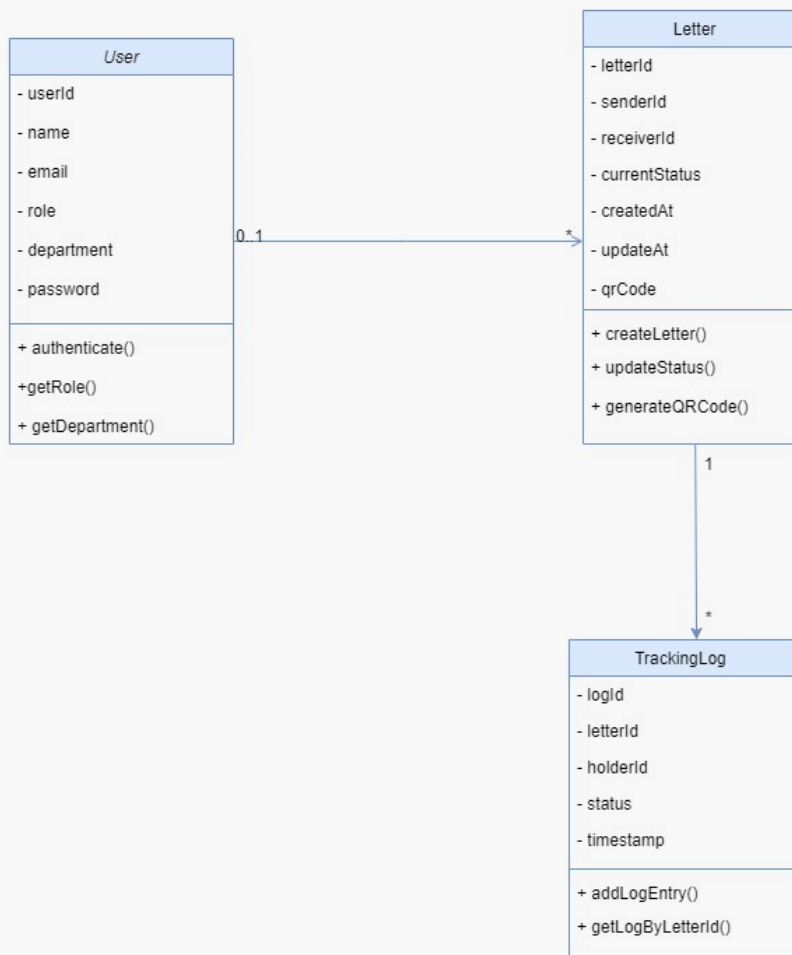 User
- userId
- name
- email
- role
- department
- password
+ authenticate()
+getRole()
+ getDepartment()
0..1
*
Letter
- letterId
- senderId
- receiverId
- currentStatus
- createdAt
- updateAt
- qrCode
+ createLetter()
+ updateStatus()
+ generateQRCode()
1
*
TrackingLog
- logId
- letterId
- holderId
- status
- timestamp
+ addLogEntry()
+ getLogByLetterId()